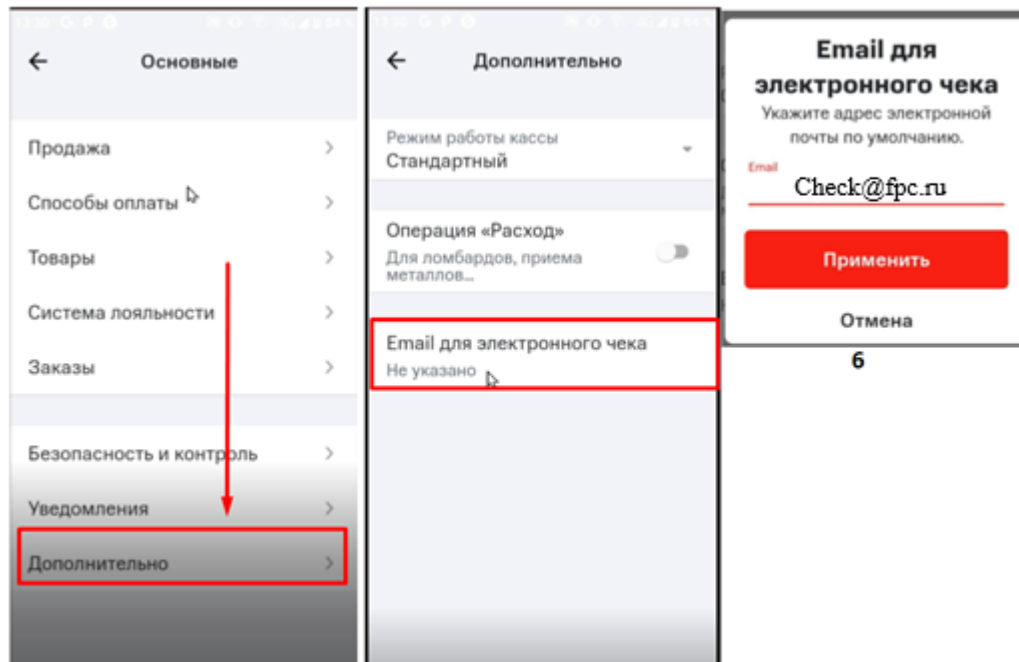 Основные
Продажа
Способы оплаты
Товары
Система лояльности
Заказы
Безопасность и контроль
Уведомления
Дополнительно
Дополнительно
Режим работы кассы
Стандартный
Операция «Расход»
Для ломбардов, приема
металлов...
Email для электронного чека
Не указано
Email для
электронного чека
Укажите адрес электронной
почты по умолчанию.
Email
Check@fpc.ru
Применить
Отмена
6